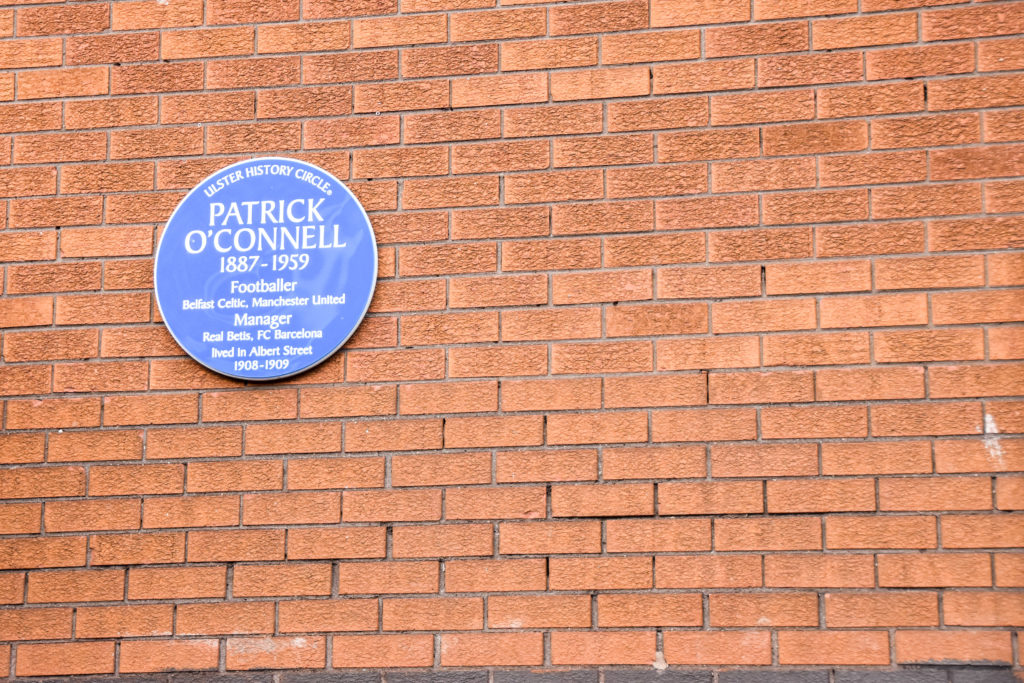 ULSTER HISTORY CIRCLE
PATRICK
O'CONNELL
1887-1959
Footballer
Belfast Celtic, Manchester United
Manager
Real Betis, FC Barcelona
lived in Albert Street
1908-1909